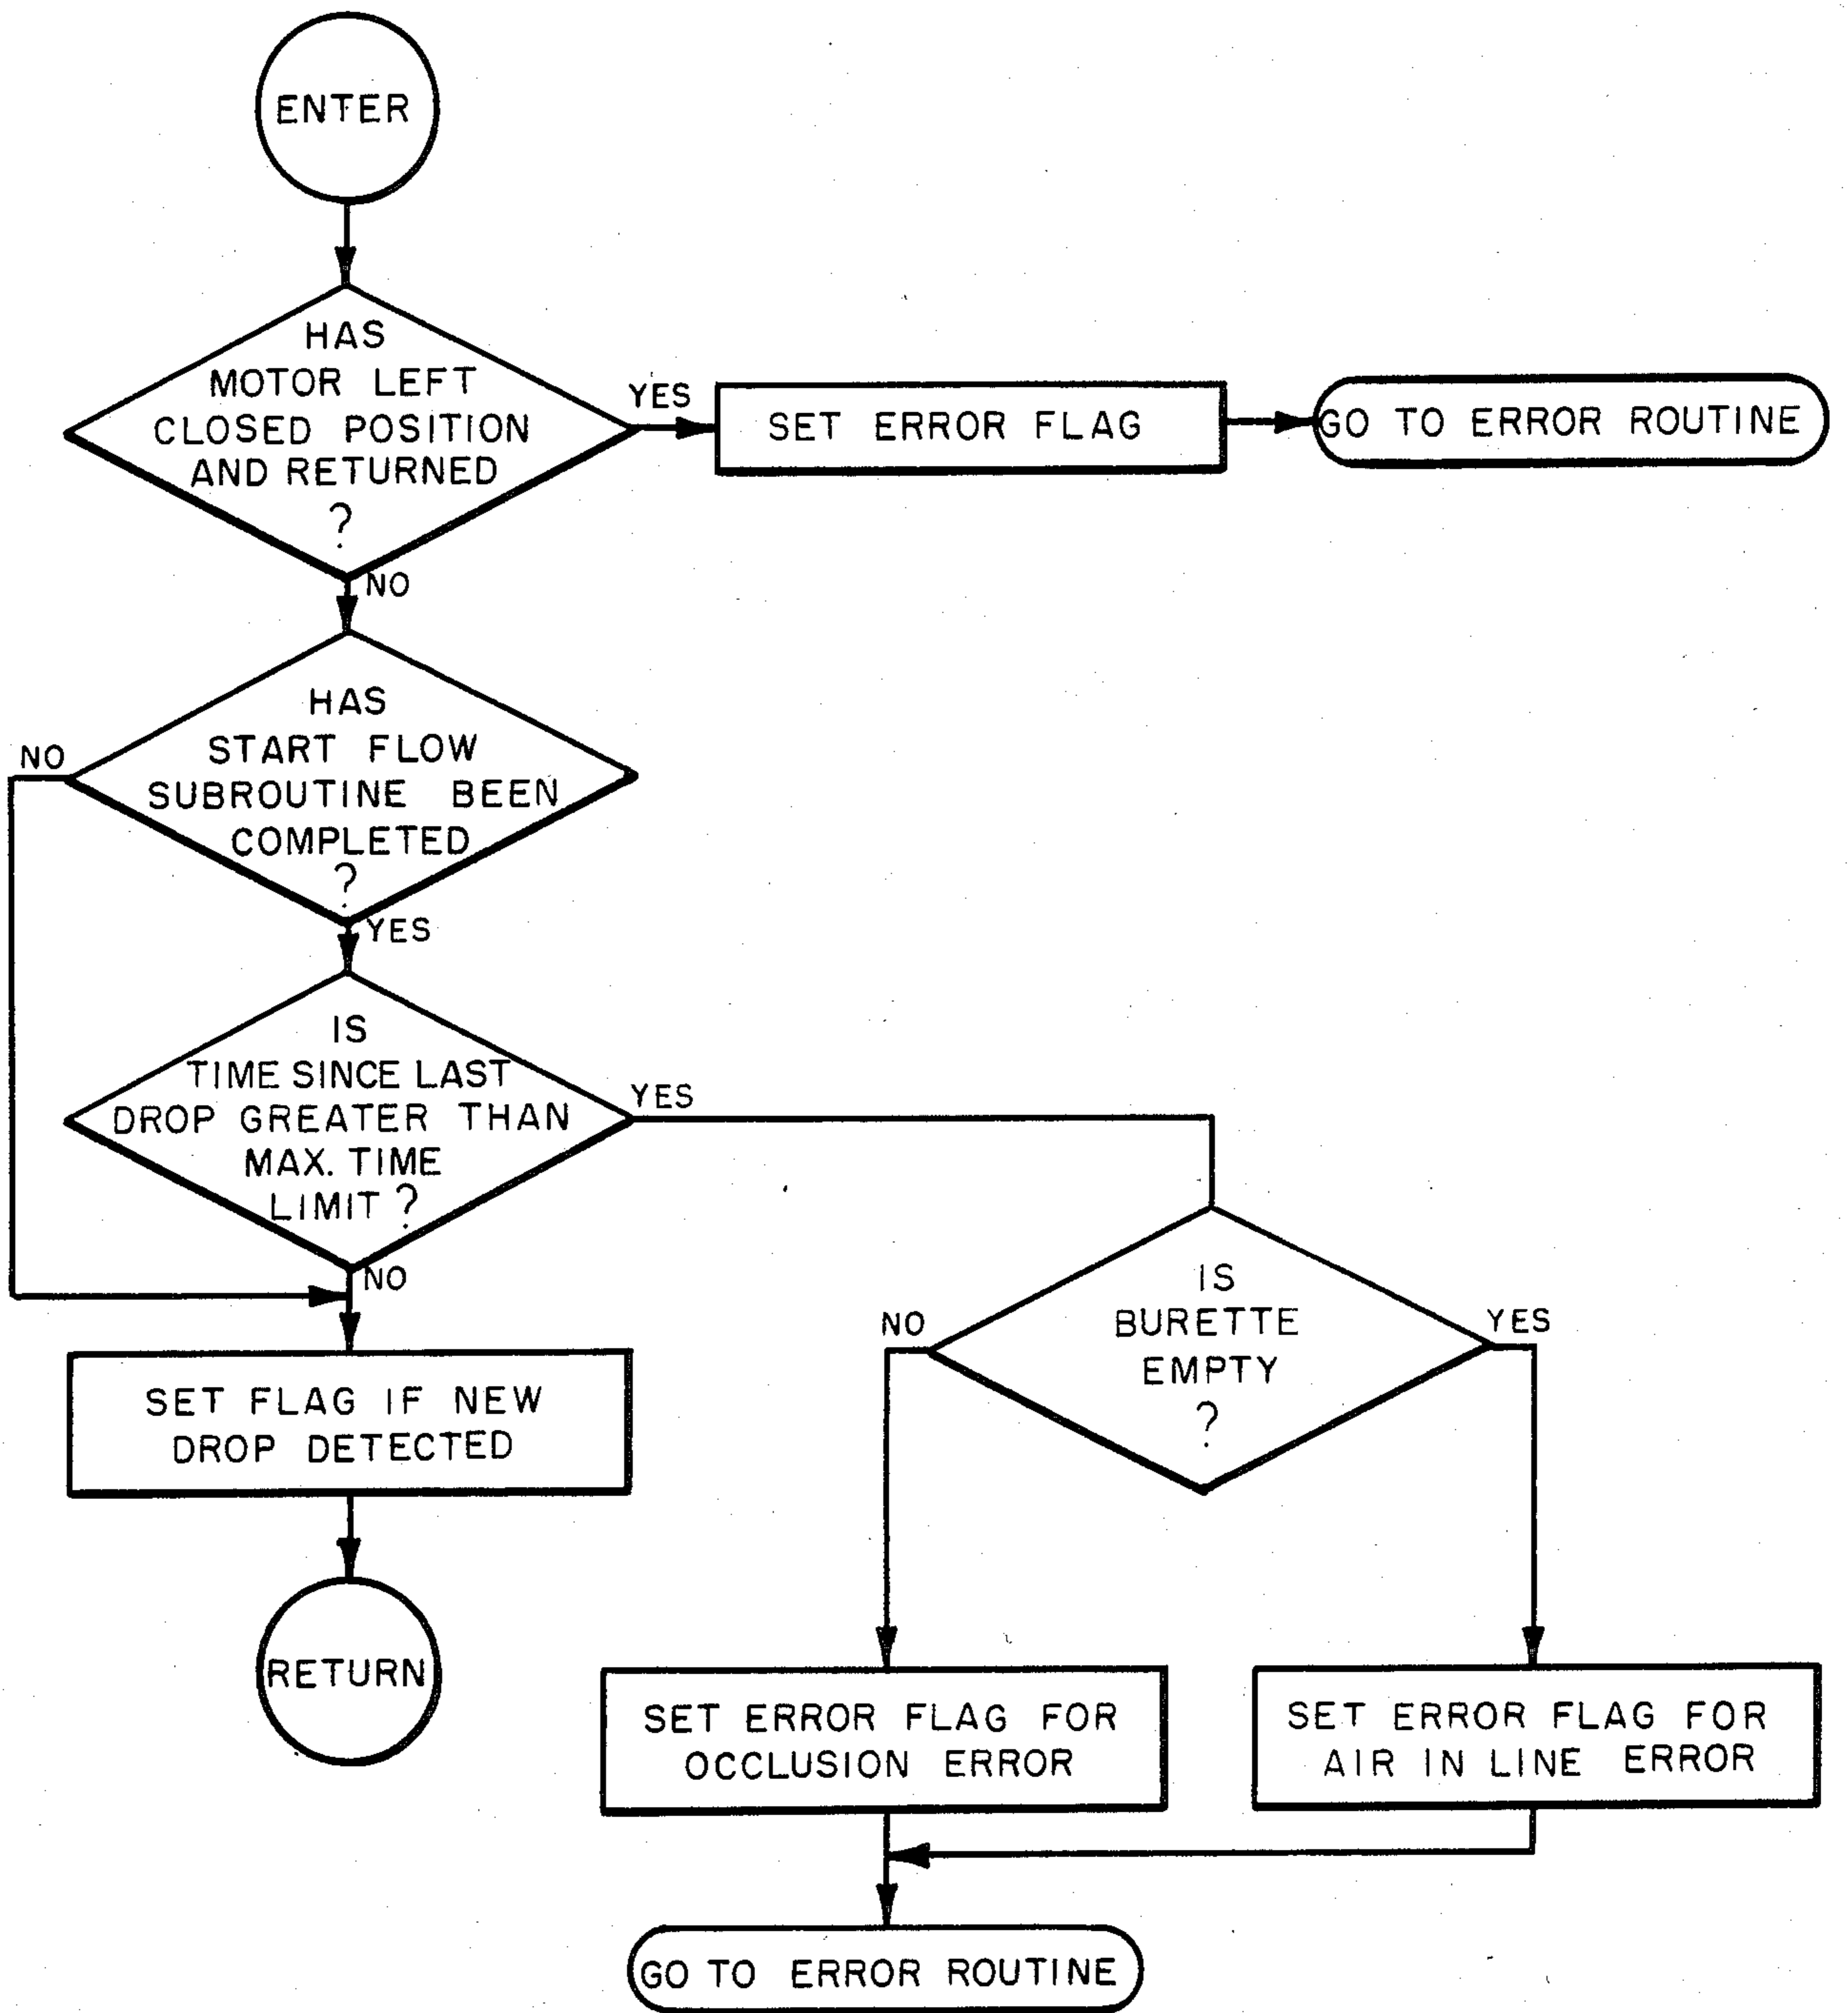 ENTER
HAS
MOTOR LEFT
CLOSED POSITION
AND RETURNED
?
YES
SET ERROR FLAG
GO TO ERROR ROUTINE
NO
HAS
START FLOW
SUBROUTINE BEEN
COMPLETED
?
NO
YES
IS
TIME SINCE LAST
DROP GREATER THAN
MAX. TIME
LIMIT ?
YES
NO
SET FLAG IF NEW
DROP DETECTED
RETURN
IS
BURETTE
EMPTY
?
NO
YES
SET ERROR FLAG FOR
OCCLUSION ERROR
SET ERROR FLAG FOR
AIR IN LINE ERROR
GO TO ERROR ROUTINE